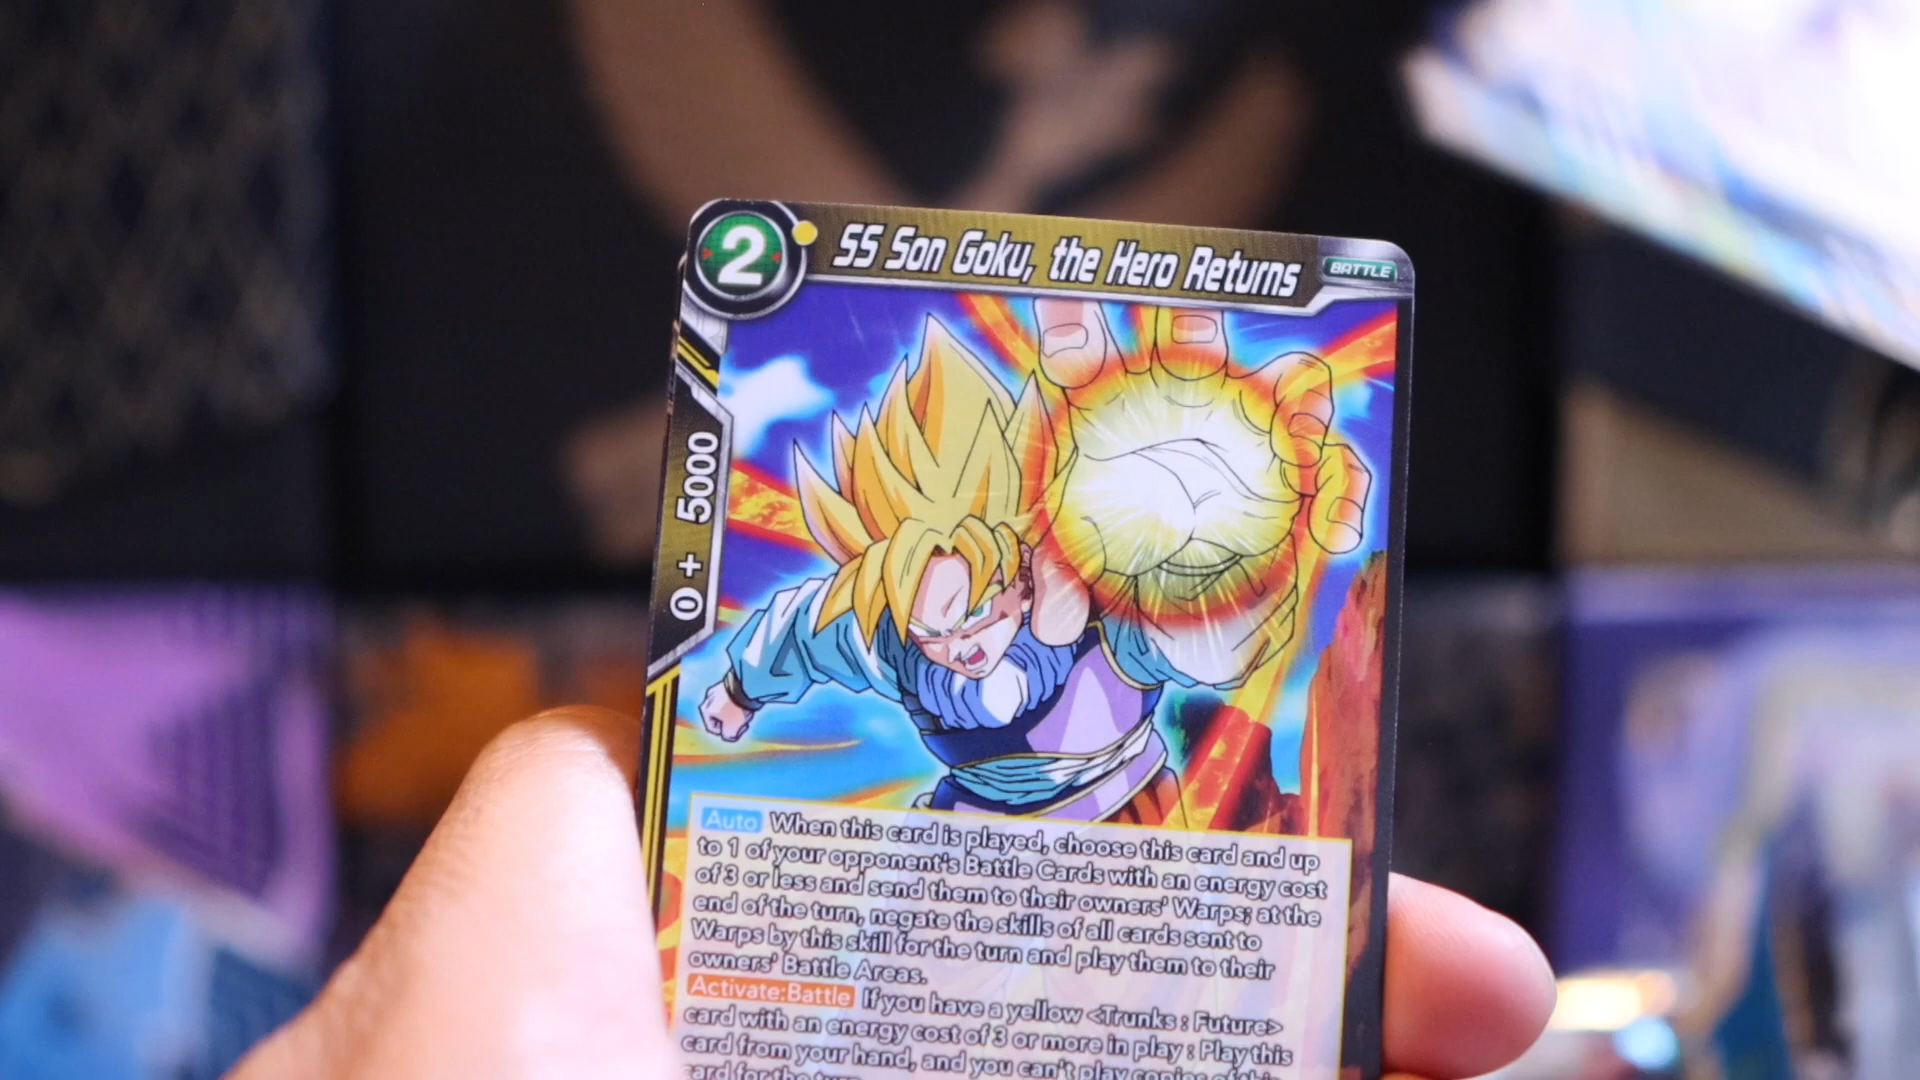 2
SS Son Goku, the Hero Returns
BATTLE
0 + 5000
Auto When this card is played, choose this card and up
to 1 of your opponent's Battle Cards with an energy cost
of 3 or less and send them to their owners' Warps; at the
end of the turn, negate the skills of all cards sent to
Warps by this skill for the turn and play them to their
owners' Battle Areas.
Activate:Battle If you have a yellow <Trunks : Future>
card with an energy cost of 3 or more in play : Play this
card from your hand, and you can't play copies of this
card for the turn